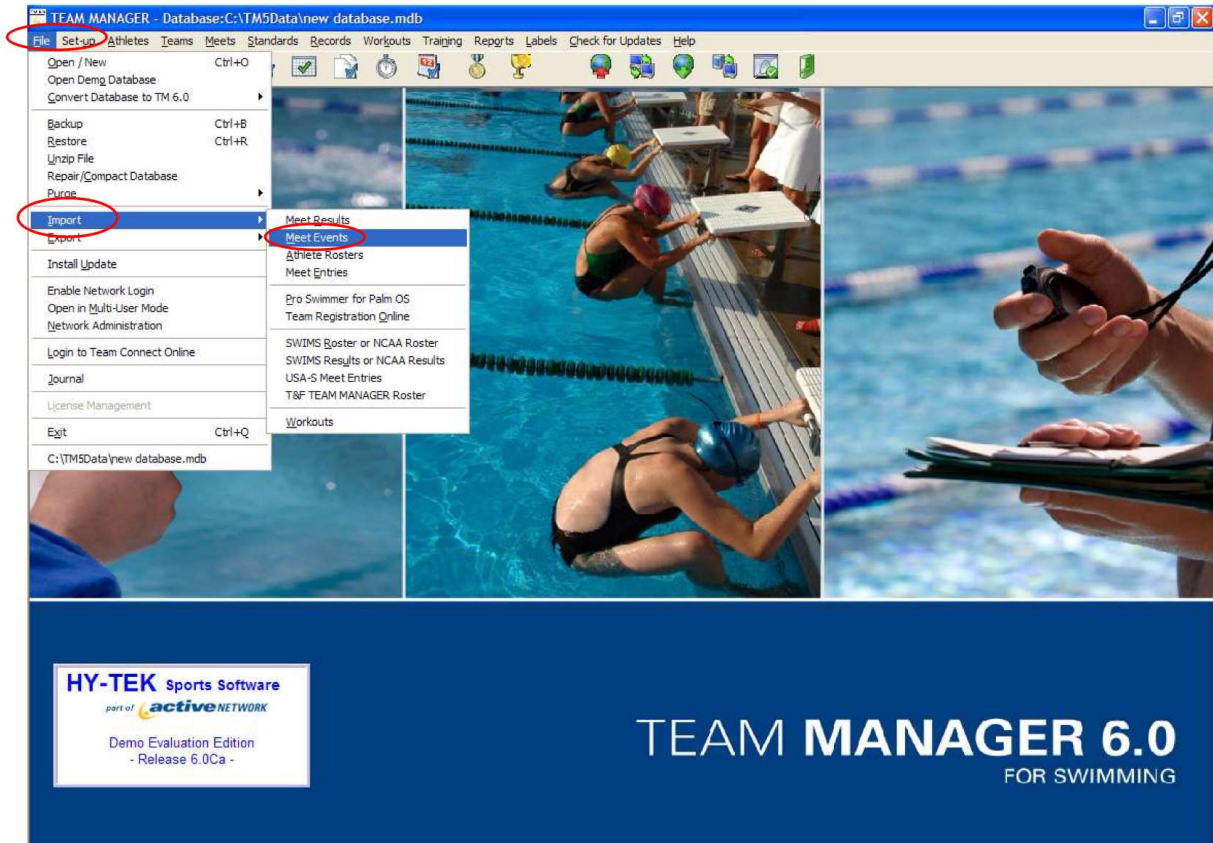 TEAM MANAGER - Database:C:\TM5Data\new database.mdb
File Set-up Athletes Teams Meets Standards Records Workouts Training Reports Labels Check for Updates Help
Open / New Ctrl+O
Open Demo Database
Convert Database to TM 6.0
Backup Ctrl+B
Restore Ctrl+R
Unzip File
Repair/Compact Database
Purge
Import
Export
Install Update
Enable Network Login
Open in Multi-User Mode
Network Administration
Login to Team Connect Online
Journal
License Management
Exit Ctrl+Q
C:\TM5Data\new database.mdb
Meet Results
Meet Events
Athlete Rosters
Meet Entries
Pro Swimmer for Palm OS
Team Registration Online
SWIMS Roster or NCAA Roster
SWIMS Results or NCAA Results
USA-S Meet Entries
T&F TEAM MANAGER Roster
Workouts
HY-TEK Sports Software
part of active NETWORK
Demo Evaluation Edition
- Release 6.0Ca -
TEAM MANAGER 6.0
FOR SWIMMING